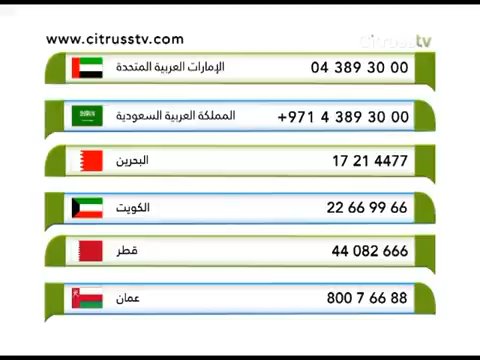 www.citrusstv.com
Citrusstv
الإمارات العربية المتحدة 04 389 30 00
المملكة العربية السعودية +971 4 389 30 00
البحرين 17 21 4477
الكويت 22 66 99 66
قطر 44 082 666
عمان 800 7 66 88